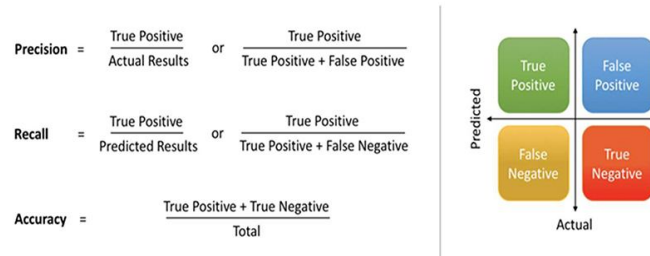 Precision = True Positive / Actual Results or True Positive / True Positive + False Positive
Recall = True Positive / Predicted Results or True Positive / True Positive + False Negative
Accuracy = True Positive + True Negative / Total
Predicted
True Positive
False Positive
False Negative
True Negative
Actual